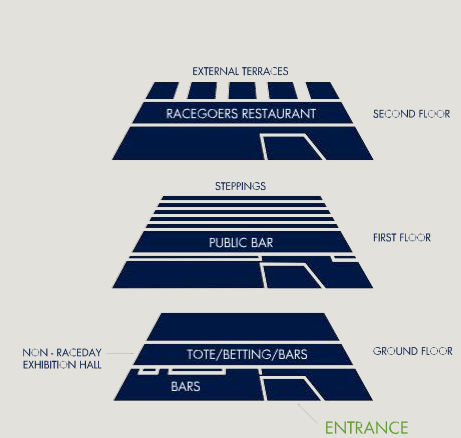 EXTERNAL TERRACES
RACEGOERS RESTAURANT
SECOND FLOOR
STEPPINGS
PUBLIC BAR
FIRST FLOOR
NON - RACEDAY
EXHIBITION HALL
TOTE/BETTING/BARS
GROUND FLOOR
BARS
ENTRANCE